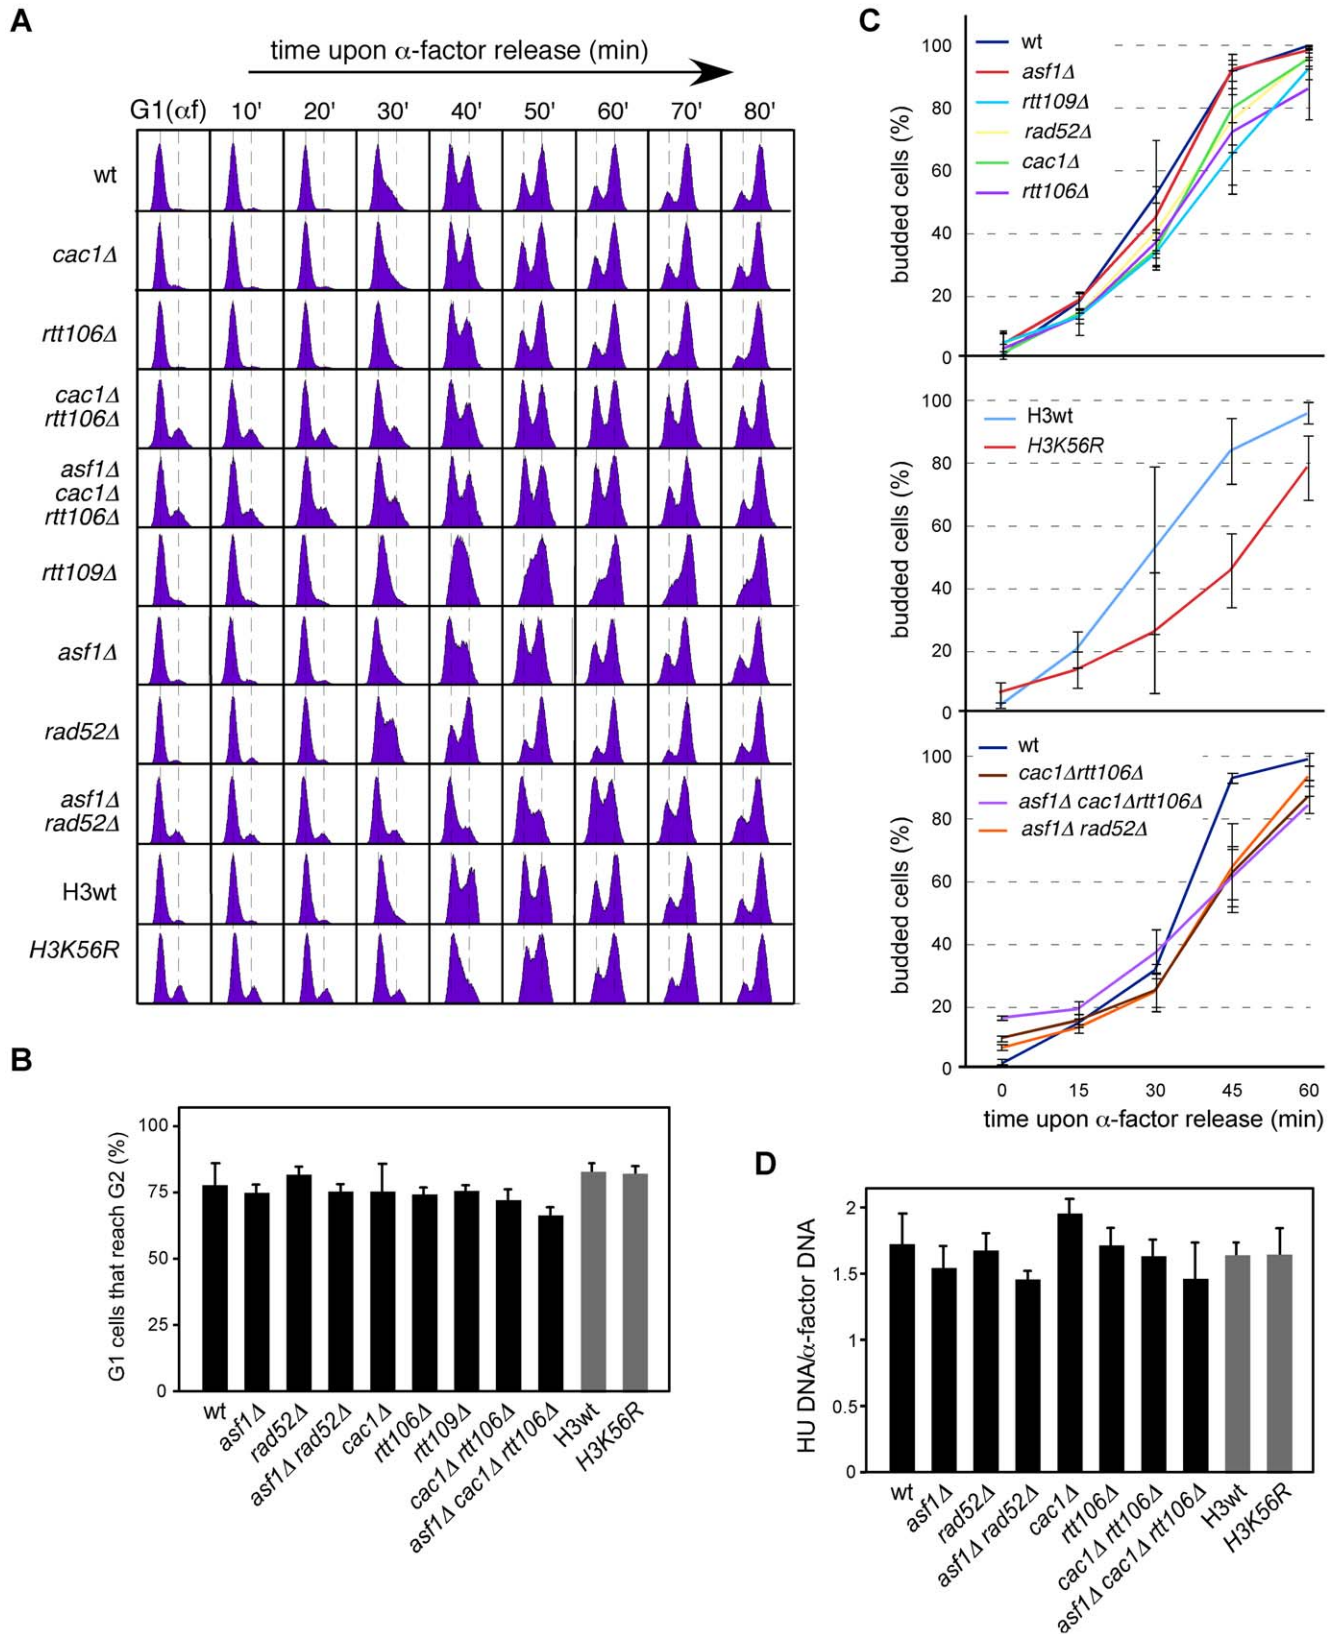 A
time upon α-factor release (min)
G1(αf) 10' 20' 30' 40' 50' 60' 70' 80'
wt
cac1Δ
rtt106Δ
cac1Δ
rtt106Δ
asf1Δ
cac1Δ
rtt106Δ
rtt109Δ
asf1Δ
rad52Δ
asf1Δ
rad52Δ
H3wt
H3K56R
C
budded cells (%)
100
80
60
40
20
0
wt
asf1Δ
rtt109Δ
rad52Δ
cac1Δ
rtt106Δ
budded cells (%)
100
80
60
40
20
0
H3wt
H3K56R
budded cells (%)
100
80
60
40
20
0
wt
cac1Δrtt106Δ
asf1Δ cac1Δrtt106Δ
asf1Δ rad52Δ
0 15 30 45 60
time upon α-factor release (min)
B
G1 cells that reach G2 (%)
100
75
50
25
0
wt
asf1Δ
rad52Δ
asf1Δ rad52Δ
cac1Δ
rtt106Δ
rtt109Δ
cac1Δ rtt106Δ
asf1Δ cac1Δ rtt106Δ
H3wt
H3K56R
D
HU DNA/α-factor DNA
2
1.5
1
0.5
0
wt
asf1Δ
rad52Δ
asf1Δ rad52Δ
cac1Δ
rtt106Δ
cac1Δ rtt106Δ
asf1Δ cac1Δ rtt106Δ
H3wt
H3K56R